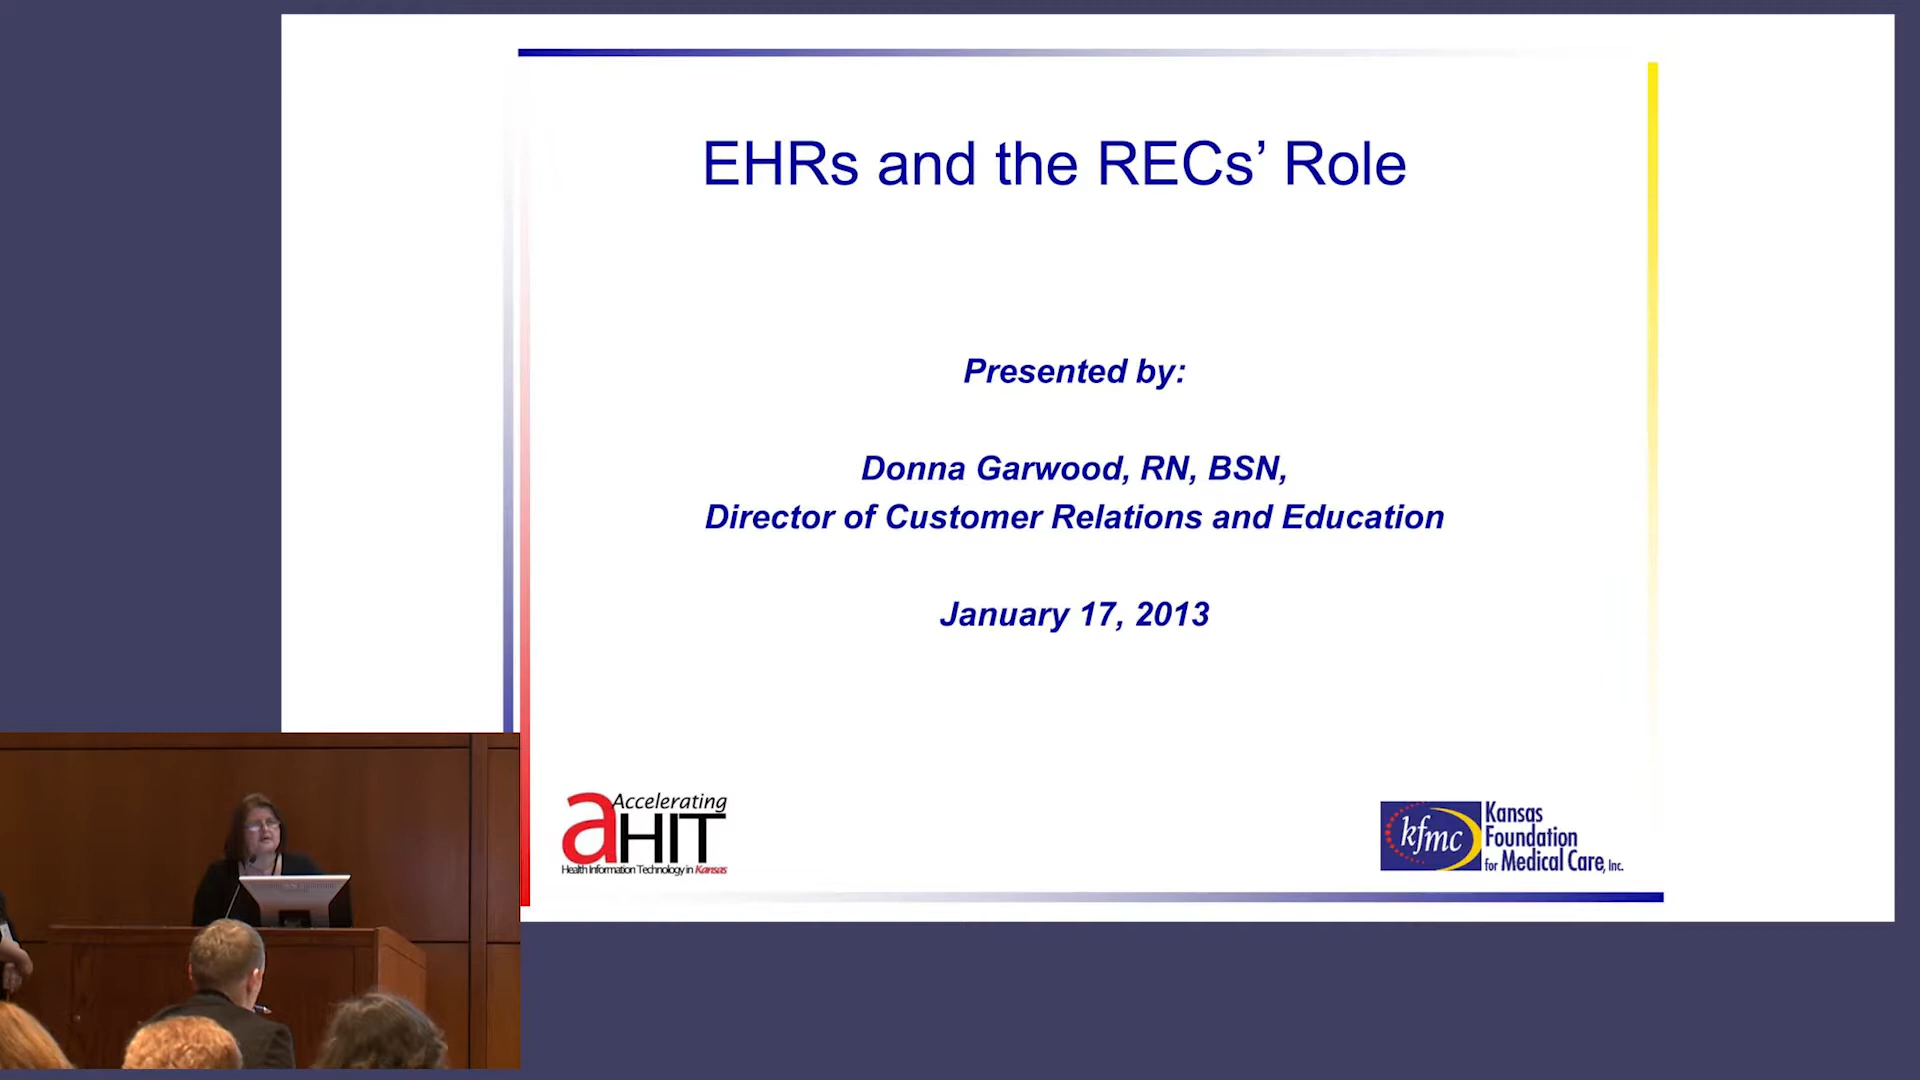 EHRs and the RECs’ Role
Presented by:
Donna Garwood, RN, BSN,
Director of Customer Relations and Education
January 17, 2013
a Accelerating
HIT
Health Information Technology in Kansas
kfmc
Kansas
Foundation
for Medical Care, Inc.